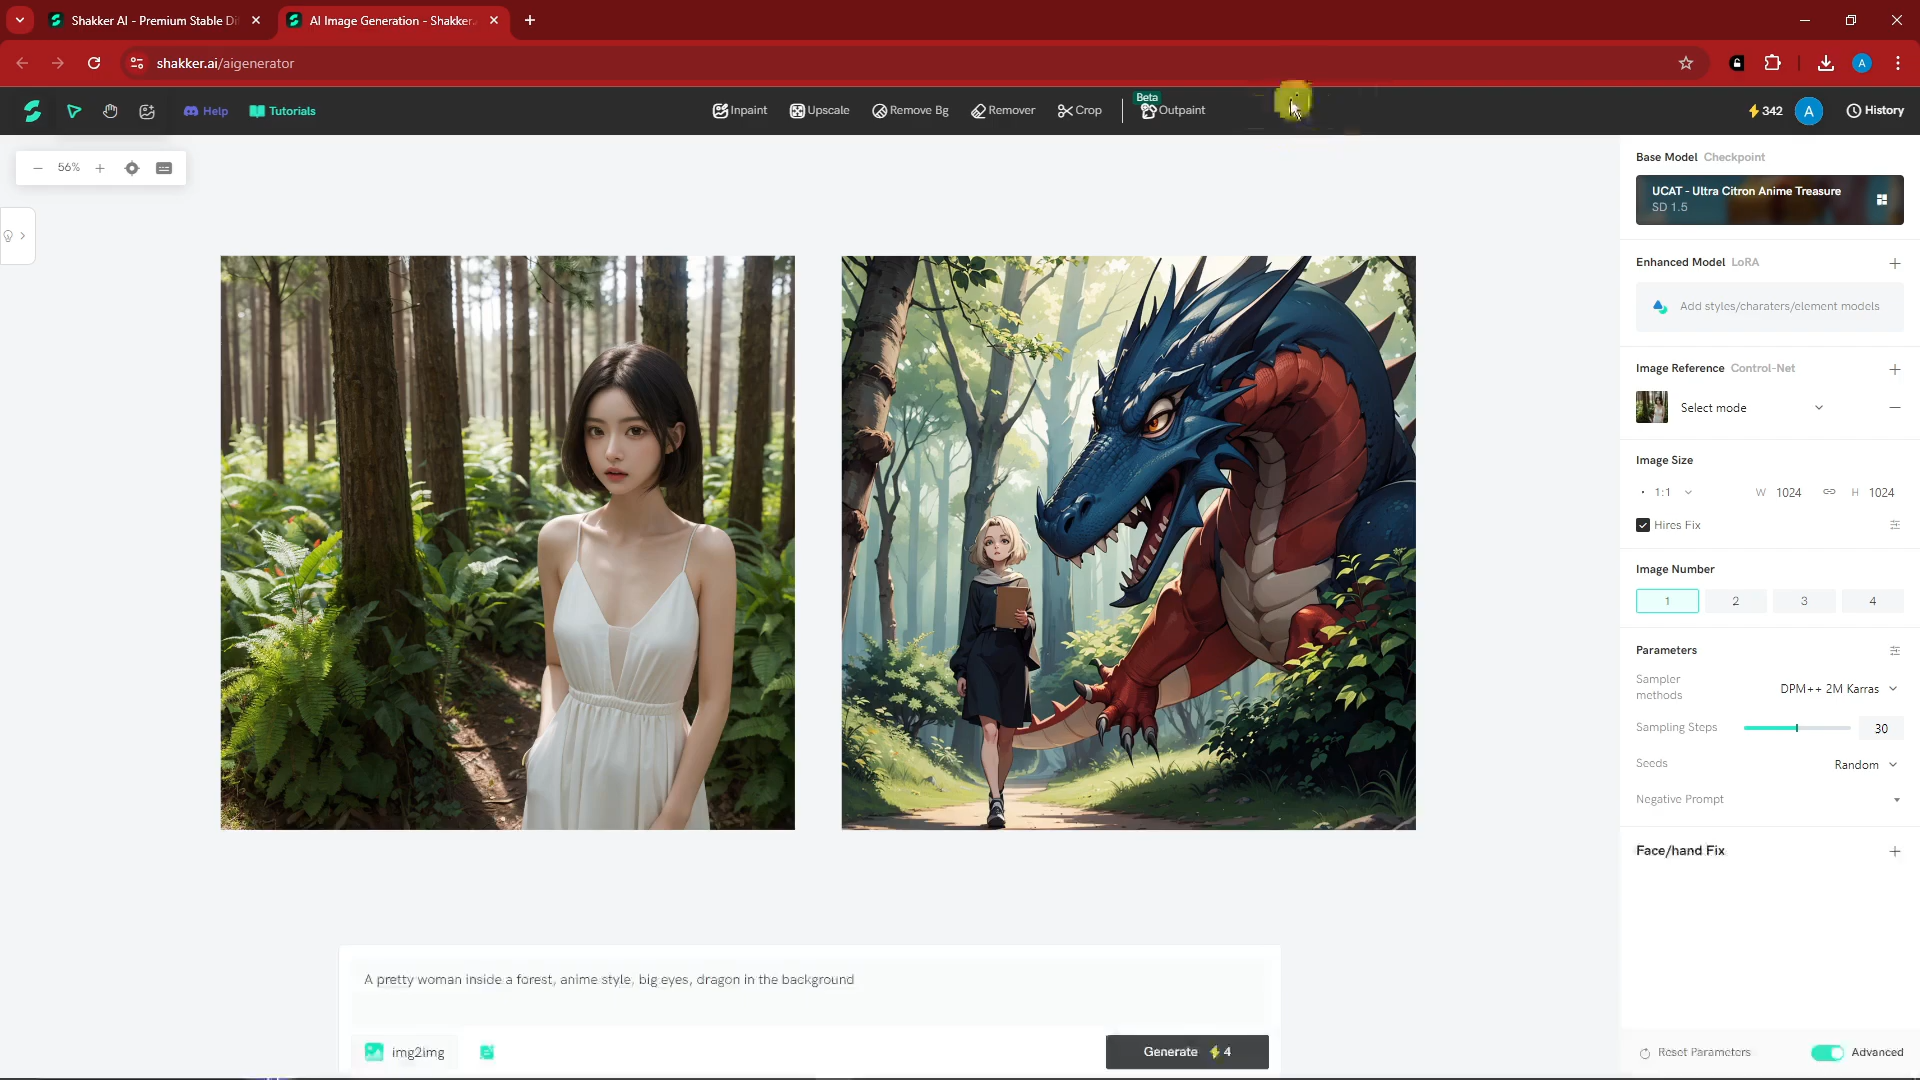 Shakker AI - Premium Stable Di
AI Image Generation - Shakker
shakker.ai/aigenerator
A
Help
Tutorials
Inpaint
Upscale
Remove Bg
Remover
Crop
Beta
Outpaint
342
A
History
56%
Base Model Checkpoint
UCAT - Ultra Citron Anime Treasure
SD 1.5
Enhanced Model LoRA
Add styles/charaters/element models
Image Reference Control-Net
Select mode
Image Size
1:1
W 1024
H 1024
Hires Fix
Image Number
1 2 3 4
Parameters
Sampler
methods
DPM++ 2M Karras
Sampling Steps
30
Seeds
Random
Negative Prompt
Face/hand Fix
A pretty woman inside a forest, anime style, big eyes, dragon in the background
img2img
Generate 4
Reset Parameters
Advanced